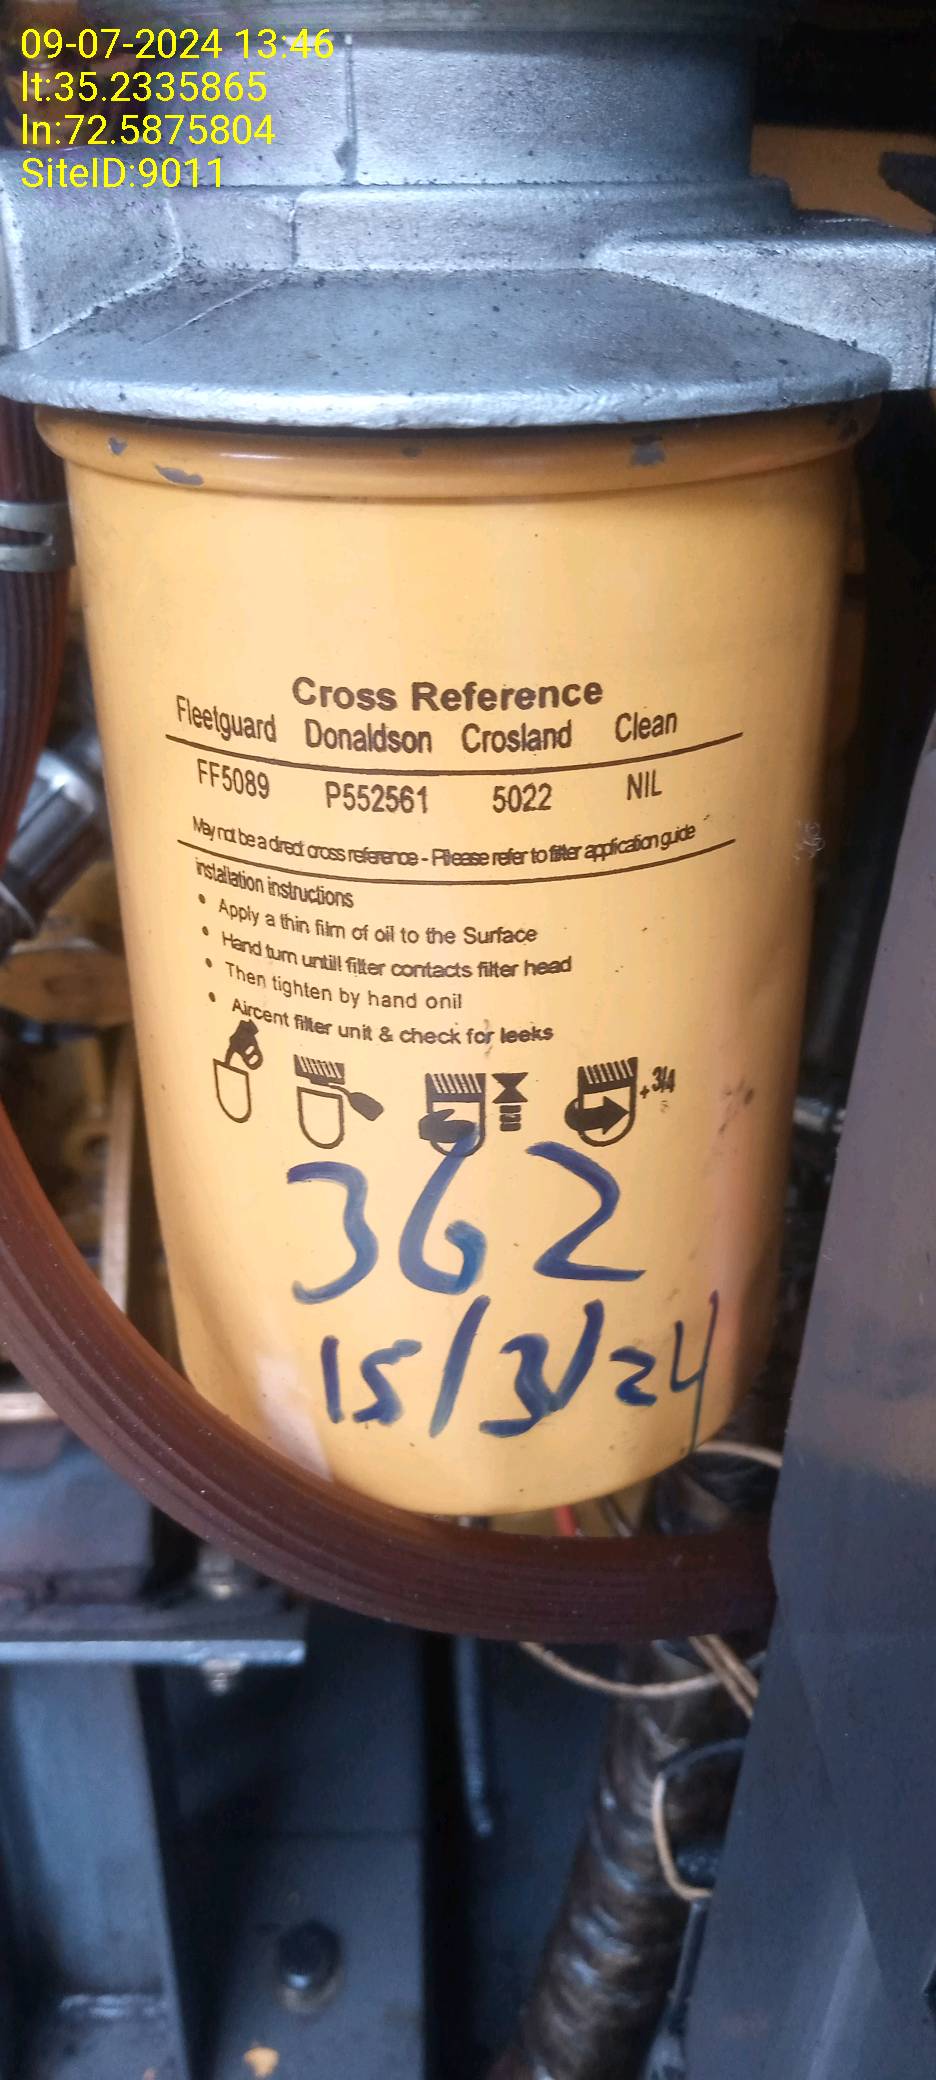 09-07-2024 13:46
lt:35.2335865
ln:72.5875804
SiteID:9011
Cross Reference
Fleetguard Donaldson Crosland Clean
FF5089 P552561 5022 NIL
May not be a direct cross reference - Pllease refer to filter application guide
installation instructions
• Apply a thin film of oil to the Surface
• Hand turn untill filter contacts filter head
• Then tighten by hand onil
• Aircent filter unit & check for leeks
+ 3/4
362
15/3/24